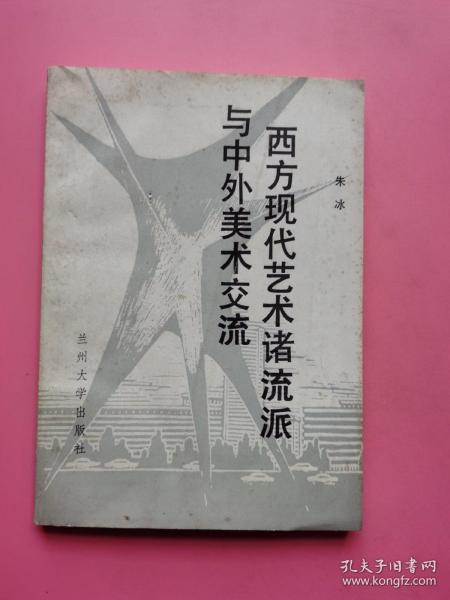 朱冰
西方现代艺术诸流派
与中外美术交流
兰州大学出版社
孔夫子旧书网
www.kongfz.com